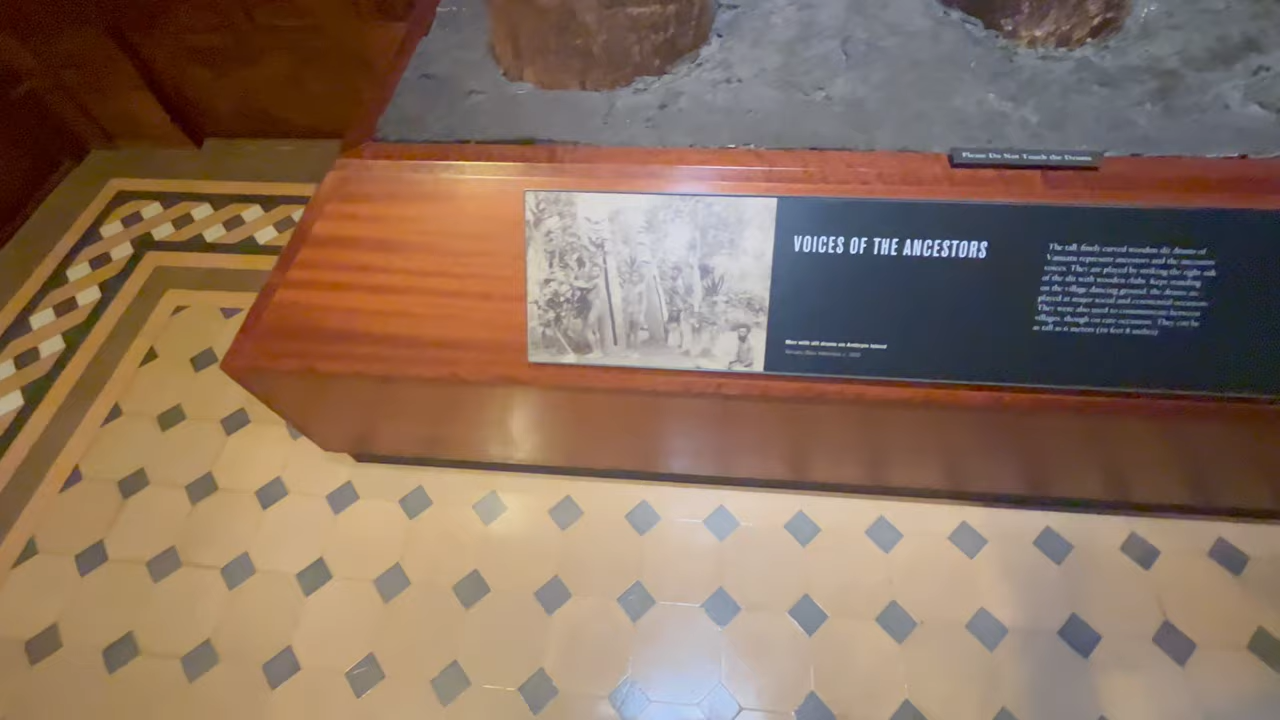 Please Do Not Touch the Drums
VOICES OF THE ANCESTORS
The tall, finely carved wooden slit drums of
Vanuatu represent ancestors and the ancestors'
voices. They are played by striking the right side
of the slit with wooden clubs. Kept standing
on the village dancing ground, the drums are
played at major social and ceremonial occasions.
They were also used to communicate between
villages, though on rare occasions. They can be
as tall as 6 meters (19 feet 8 inches)
Men with slit drums on Ambrym Island